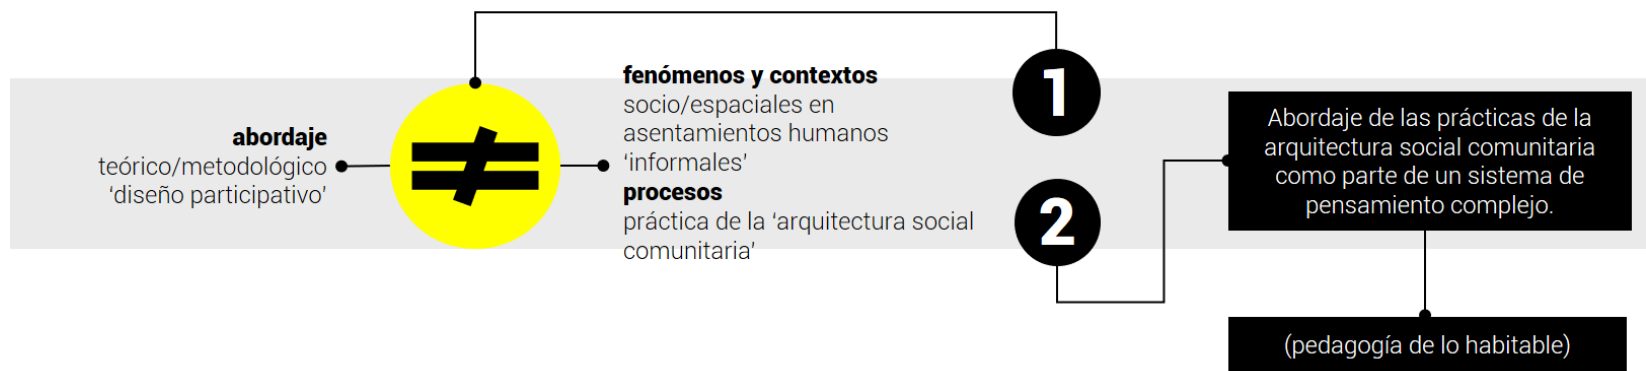 abordaje
teórico/metodológico
‘diseño participativo’
≠
fenómenos y contextos
socio/espaciales en
asentamientos humanos
‘informales’
procesos
práctica de la ‘arquitectura social
comunitaria’
1
2
Abordaje de las prácticas de la
arquitectura social comunitaria
como parte de un sistema de
pensamiento complejo.
(pedagogía de lo habitable)